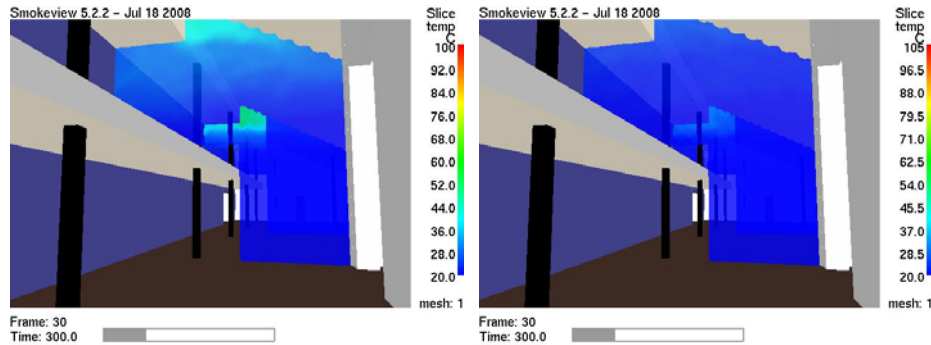 Smokeview 5.2.2 - Jul 18 2008
Slice
temp
C
100
92.0
84.0
76.0
68.0
60.0
52.0
44.0
36.0
28.0
20.0
mesh: 1
Frame: 30
Time: 300.0
Smokeview 5.2.2 - Jul 18 2008
Slice
temp
C
105
96.5
88.0
79.5
71.0
62.5
54.0
45.5
37.0
28.5
20.0
mesh: 1
Frame: 30
Time: 300.0